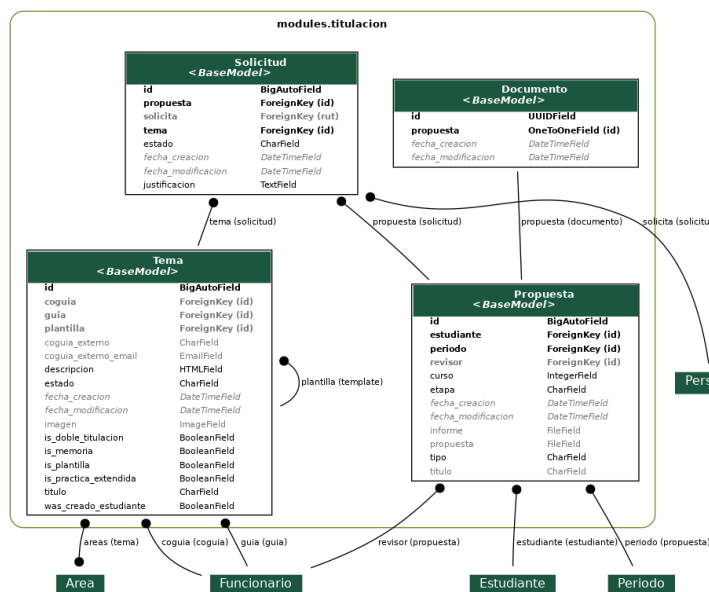 modules.titulacion
Solicitud
<BaseModel>
id BigAutoField
propuesta ForeignKey (id)
solicita ForeignKey (rut)
tema ForeignKey (id)
estado CharField
fecha_creacion DateTimeField
fecha_modificacion DateTimeField
justificacion TextField
Documento
<BaseModel>
id UUIDField
propuesta OneToOneField (id)
fecha_creacion DateTimeField
fecha_modificacion DateTimeField
tema (solicitud)
propuesta (solicitud)
propuesta (documento)
solicita (solicitu
Tema
<BaseModel>
id BigAutoField
coguia ForeignKey (id)
guia ForeignKey (id)
plantilla ForeignKey (id)
coguia_externo CharField
coguia_externo_email EmailField
descripcion HTMLField
estado CharField
fecha_creacion DateTimeField
fecha_modificacion DateTimeField
imagen ImageField
is_doble_titulacion BooleanField
is_memoria BooleanField
is_plantilla BooleanField
is_practica_extendida BooleanField
titulo CharField
was_creado_estudiante BooleanField
plantilla (template)
Propuesta
<BaseModel>
id BigAutoField
estudiante ForeignKey (id)
periodo ForeignKey (id)
revisor ForeignKey (id)
curso IntegerField
etapa CharField
fecha_creacion DateTimeField
fecha_modificacion DateTimeField
informe FileField
propuesta FileField
tipo CharField
titulo CharField
Pers
areas (tema)
coguia (coguia)
guia (guia)
revisor (propuesta)
estudiante (estudiante)
periodo (propuesta)
Area
Funcionario
Estudiante
Periodo